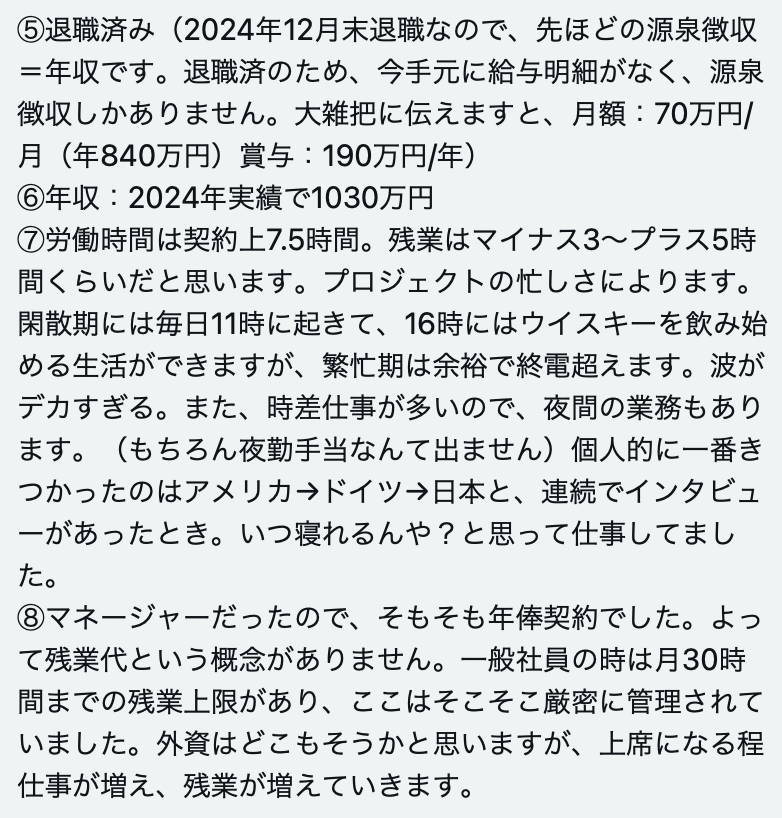 ⑤退職済み（2024年12月末退職なので、先ほどの源泉徴収
＝年収です。退職済のため、今手元に給与明細がなく、源泉
徴収しかありません。大雑把に伝えますと、月額：70万円/
月（年840万円）賞与：190万円/年）
⑥年収：2024年実績で1030万円
⑦労働時間は契約上7.5時間。残業はマイナス3〜プラス5時
間くらいだと思います。プロジェクトの忙しさによります。
閑散期には毎日11時に起きて、16時にはウイスキーを飲み始
める生活ができますが、繁忙期は余裕で終電超えます。波が
デカすぎる。また、時差仕事が多いので、夜間の業務もあり
ます。（もちろん夜勤手当なんて出ません）個人的に一番き
つかったのはアメリカ→ドイツ→日本と、連続でインタビュ
ーがあったとき。いつ寝れるんや？と思って仕事してまし
た。
⑧マネージャーだったので、そもそも年俸契約でした。よっ
て残業代という概念がありません。一般社員の時は月30時
間までの残業上限があり、ここはそこそこ厳密に管理されて
いました。外資はどこもそうかと思いますが、上席になる程
仕事が増え、残業が増えていきます。